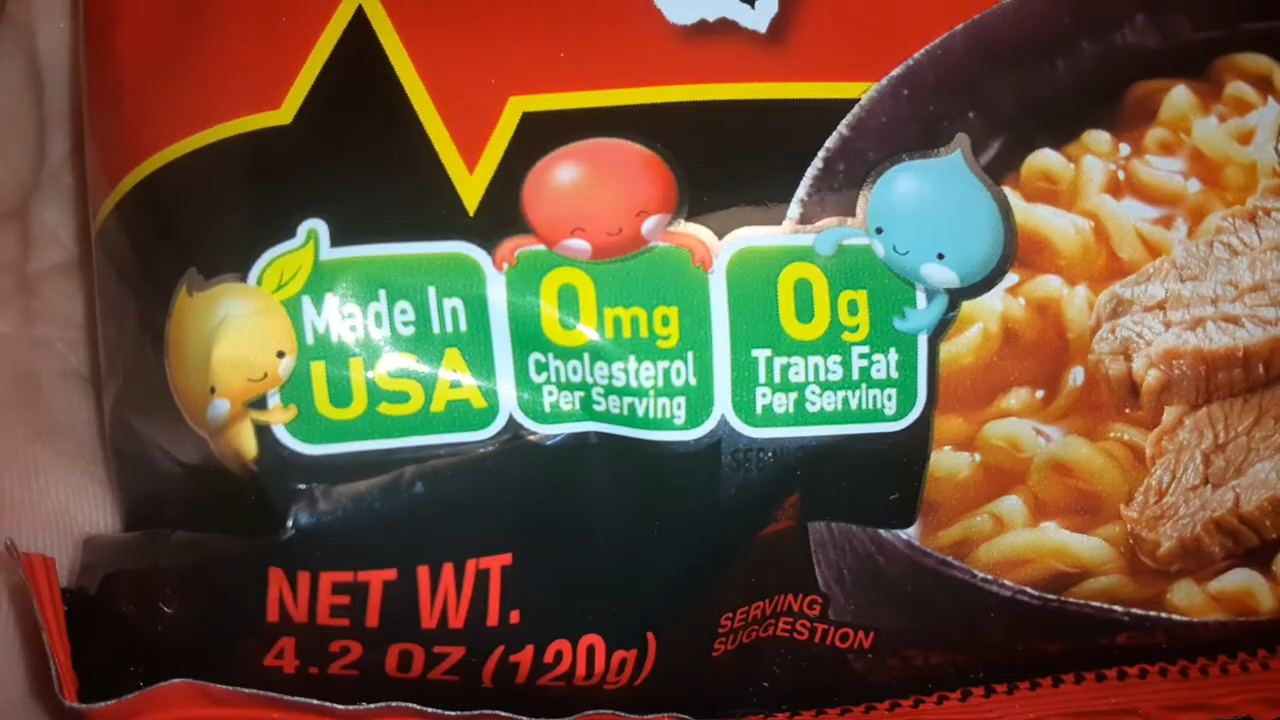 Made In
USA
0mg
Cholesterol
Per Serving
0g
Trans Fat
Per Serving
NET WT.
4.2 OZ (120g)
SERVING
SUGGESTION